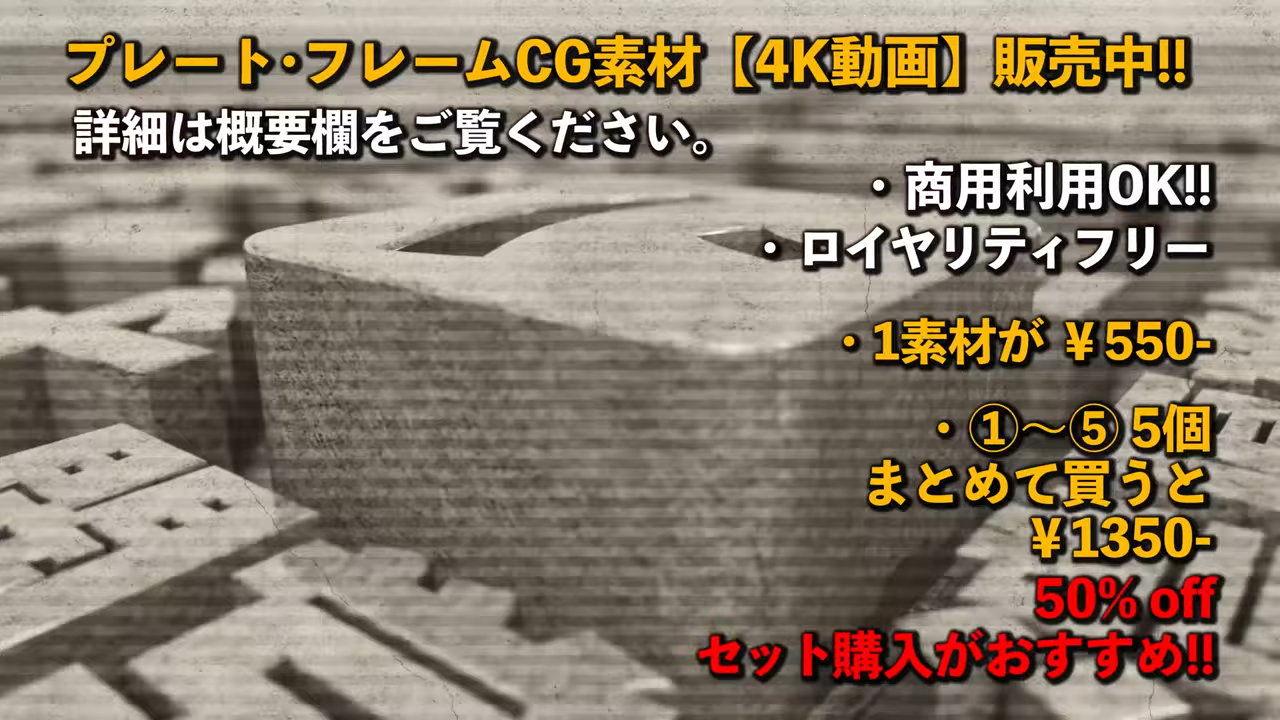 プレート･フレームCG素材【4K動画】販売中!!
詳細は概要欄をご覧ください。
・商用利用OK!!
・ロイヤリティフリー
・1素材が ￥550-
・①～⑤ 5個
まとめて買うと
￥1350-
50% off
セット購入がおすすめ!!